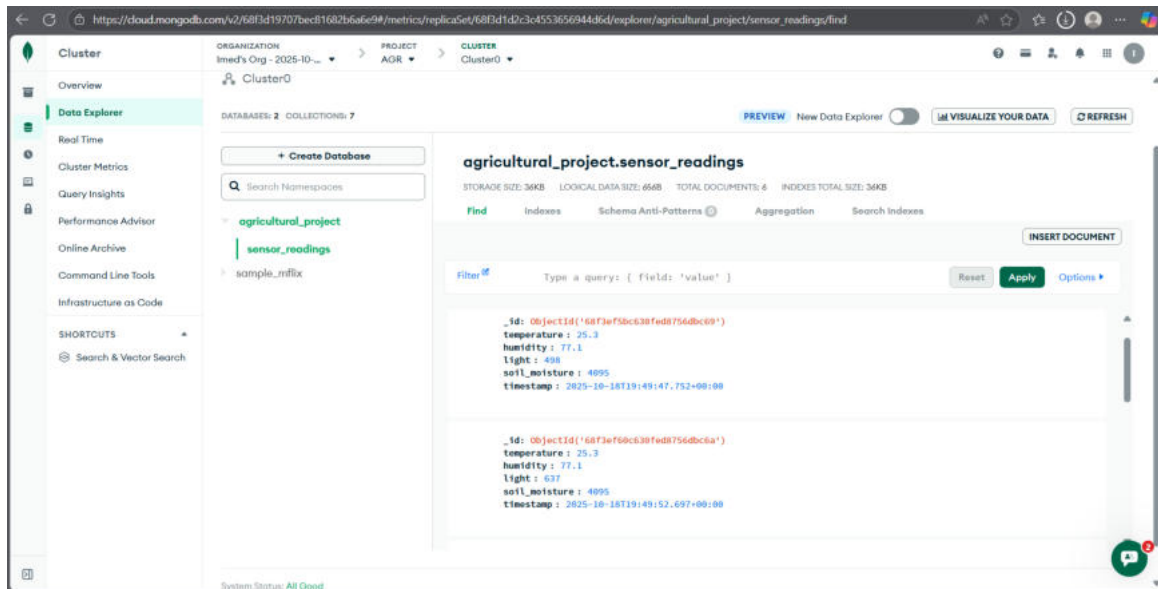 https://cloud.mongodb.com/v2/68f3d19707bec81682b6a6e9#/metrics/replicaSet/68f3d1d2c3c4553656944d6d/explorer/agricultural_project/sensor_readings/find
Cluster
ORGANIZATION
Imed's Org - 2025-10-...
PROJECT
AGR
CLUSTER
Cluster0
Overview
Data Explorer
Real Time
Cluster Metrics
Query Insights
Performance Advisor
Online Archive
Command Line Tools
Infrastructure as Code
SHORTCUTS
Search & Vector Search
Cluster0
DATABASES: 2 COLLECTIONS: 7
PREVIEW New Data Explorer
VISUALIZE YOUR DATA
REFRESH
+ Create Database
Search Namespaces
agricultural_project
sensor_readings
sample_mflix
agricultural_project.sensor_readings
STORAGE SIZE: 36KB LOGICAL DATA SIZE: 656B TOTAL DOCUMENTS: 6 INDEXES TOTAL SIZE: 36KB
Find Indexes Schema Anti-Patterns 0 Aggregation Search Indexes
INSERT DOCUMENT
Filter Type a query: { field: 'value' } Reset Apply Options
_id: ObjectId('68f3ef5bc630fed8756dbc69')
temperature : 25.3
humidity : 77.1
light : 498
soil_moisture : 4095
timestamp : 2025-10-18T19:49:47.752+00:00
_id: ObjectId('68f3ef60c630fed8756dbc6a')
temperature : 25.3
humidity : 77.1
light : 637
soil_moisture : 4095
timestamp : 2025-10-18T19:49:52.697+00:00
System Status: All Good
2